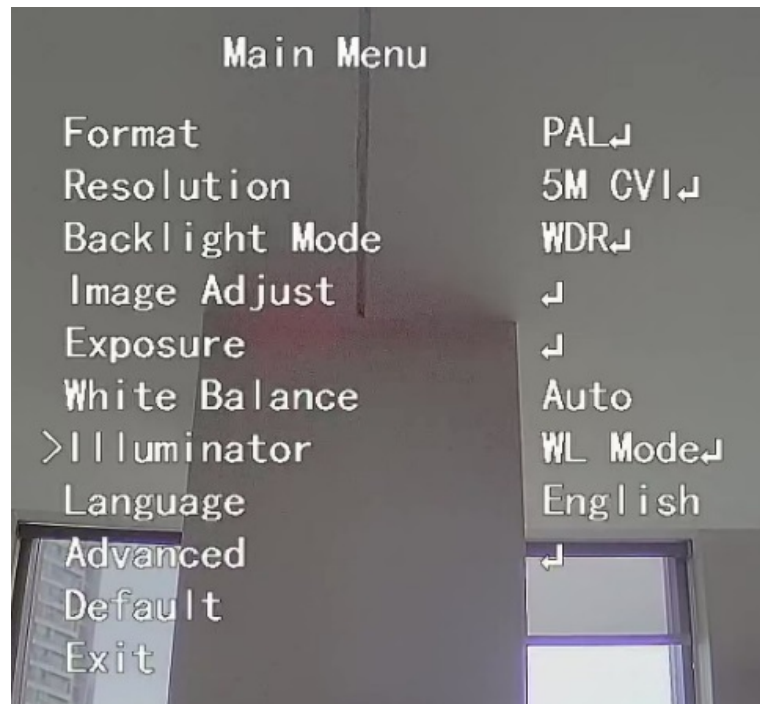 Main Menu
Format PAL↵
Resolution 5M CVI↵
Backlight Mode WDR↵
Image Adjust ↵
Exposure ↵
White Balance Auto
>Illuminator WL Mode↵
Language English
Advanced ↵
Default
Exit